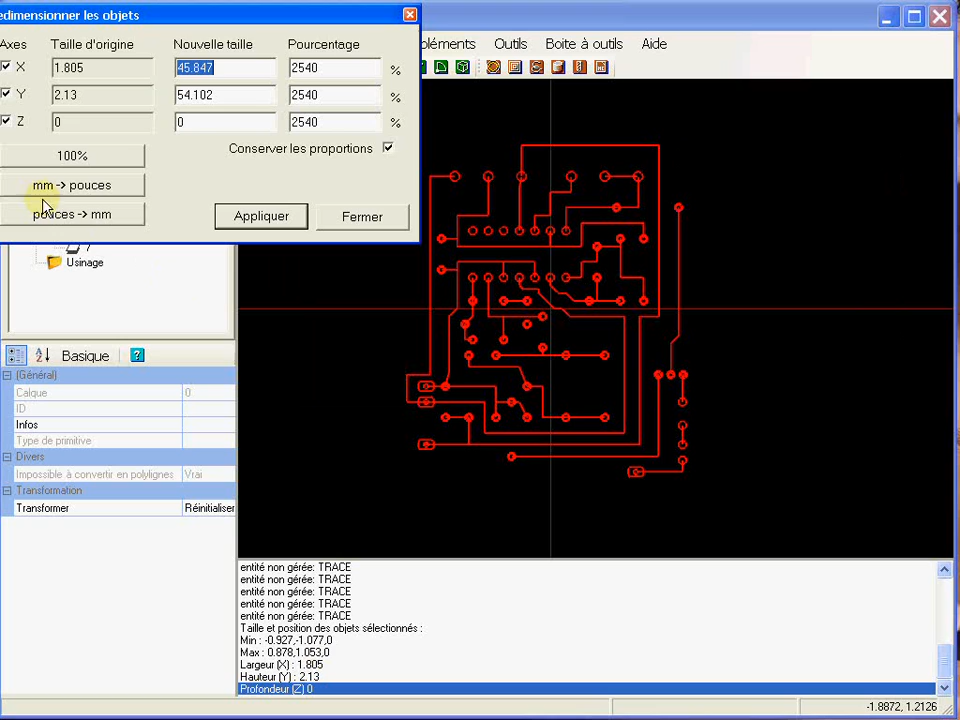 edimensionner les objets
Axes Taille d'origine Nouvelle taille Pourcentage
X 1.805 45.847 2540 %
Y 2.13 54.102 2540 %
Z 0 0 2540 %
100% Conserver les proportions
mm -> pouces
pouces -> mm Appliquer Fermer
pléments Outils Boite à outils Aide
Usinage
Basique
(Général)
Calque 0
ID
Infos
Type de primitive
Divers
Impossible à convertir en polylignes Vrai
Transformation
Transformer Réinitialiser
entité non gérée: TRACE
entité non gérée: TRACE
entité non gérée: TRACE
entité non gérée: TRACE
entité non gérée: TRACE
Taille et position des objets sélectionnés :
Min : -0.927,-1.077,0
Max : 0.878,1.053,0
Largeur (X) : 1.805
Hauteur (Y) : 2.13
Profondeur (Z) 0
-1.8872, 1.2126